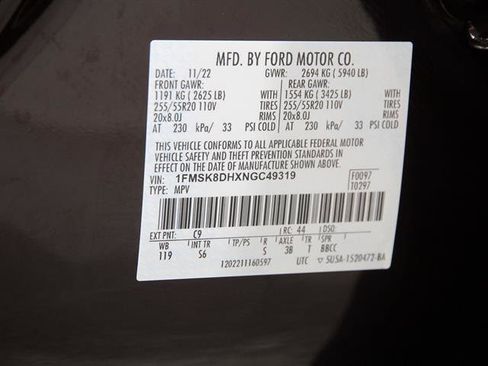 MFD. BY FORD MOTOR CO.
DATE: 11/22 GVWR: 2694 KG ( 5940 LB)
FRONT GAWR: REAR GAWR:
1191 KG ( 2625 LB) WITH 1554 KG ( 3425 LB) WITH
255/55R20 110V TIRES 255/55R20 110V TIRES
20x8.0J RIMS 20x8.0J RIMS
AT 230 kPa/ 33 PSI COLD AT 230 kPa/ 33 PSI COLD
THIS VEHICLE CONFORMS TO ALL APPLICABLE FEDERAL MOTOR
VEHICLE SAFETY AND THEFT PREVENTION STANDARDS IN
EFFECT ON THE DATE OF MANUFACTURE SHOWN ABOVE.
VIN: 1FMSK8DHXNGC49319 F0097
TYPE: MPV T0297
EXT PNT: C9 RC: 44 DSO:
WB INT TR TP/PS R AXLE TR SPR
119 S6 S 3B T BBCC
1202211160597 UTC ▽ 5U5A-1520472-BA